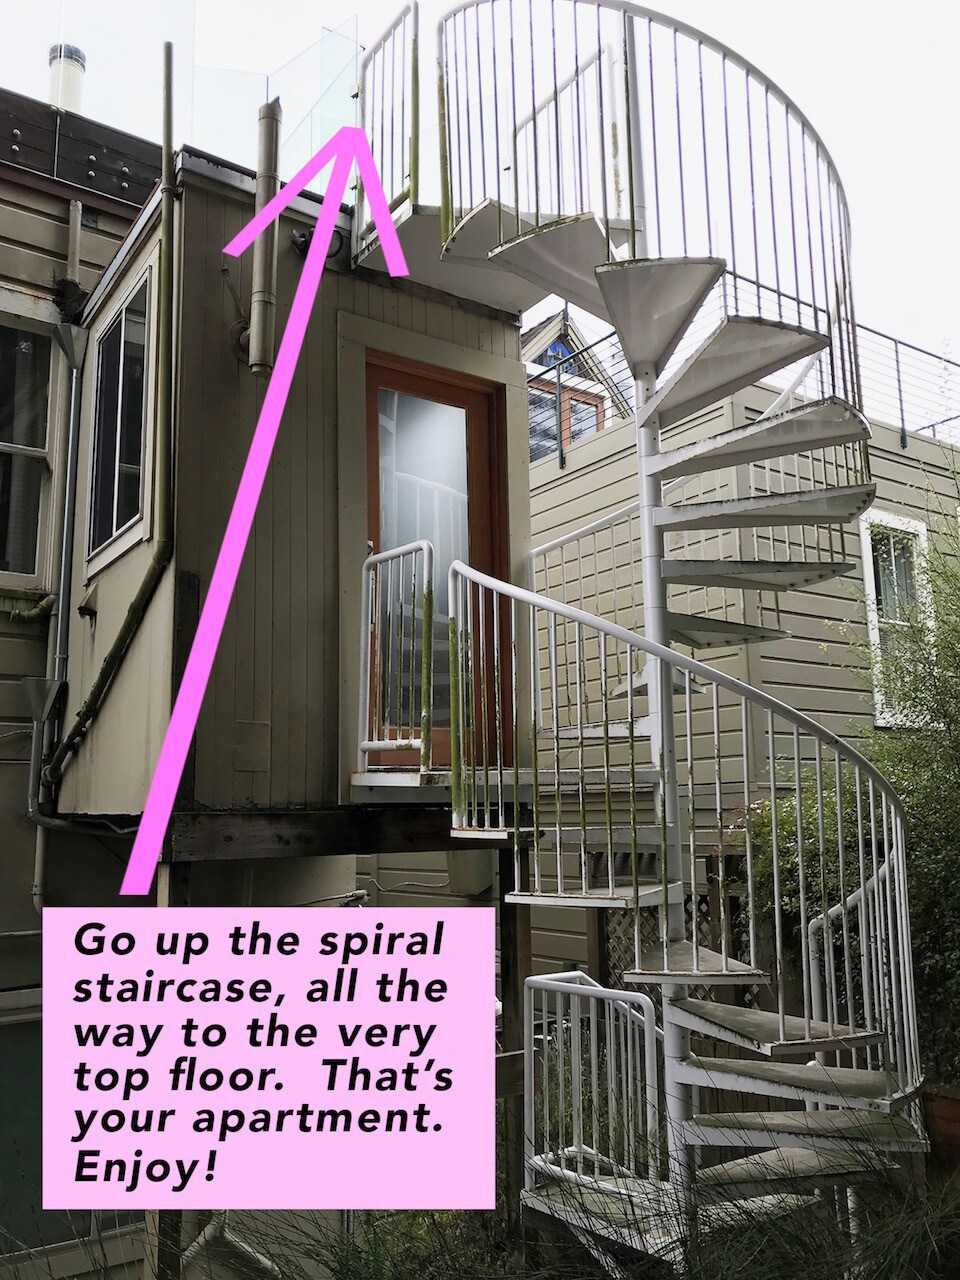 Go up the spiral
staircase, all the
way to the very
top floor.  That's
your apartment.
Enjoy!